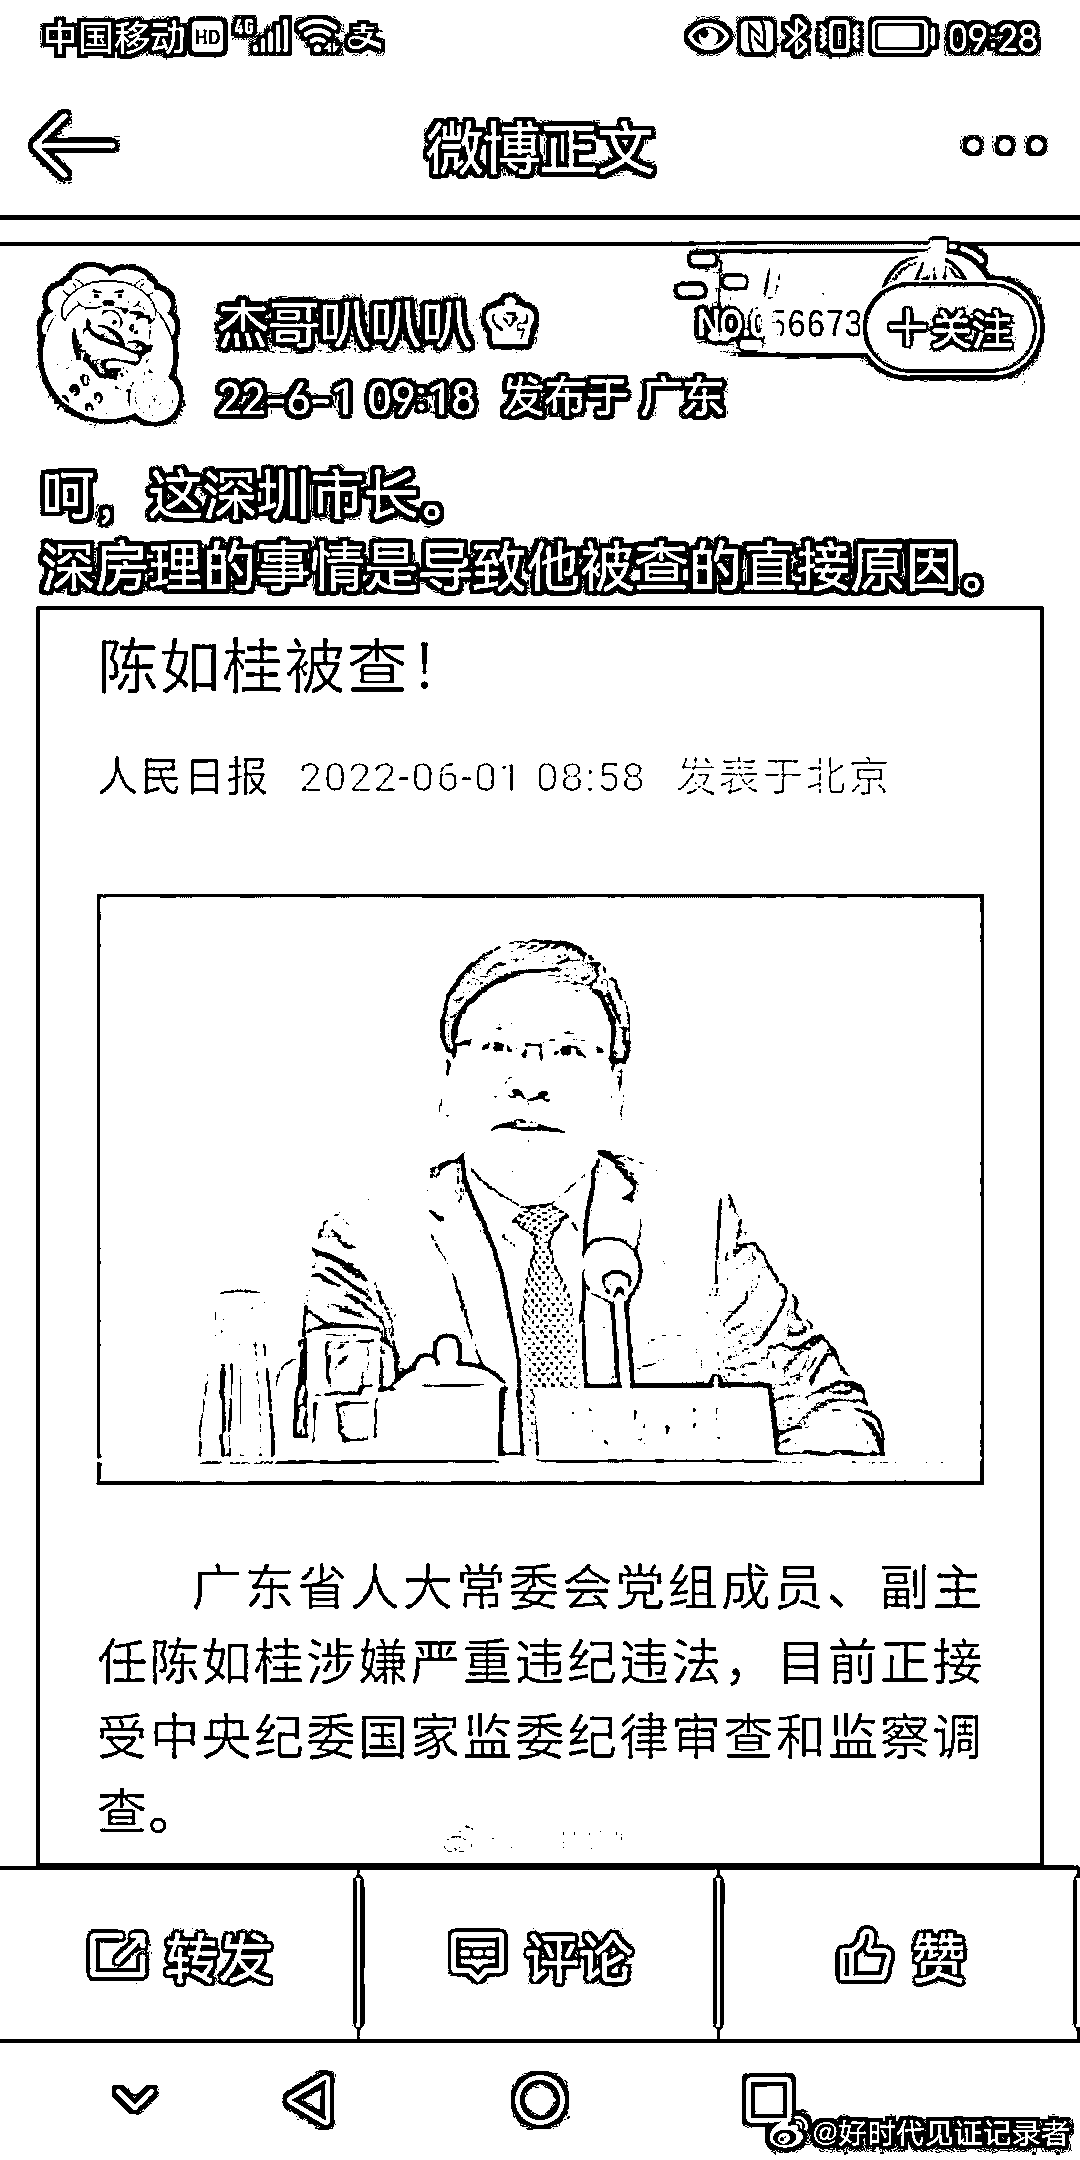 中国移动 HD 4G 09:28
微博正文
杰哥叭叭叭
56673 +关注
22-6-1 09:18 发布于 广东
呵，这深圳市长。
深房理的事情是导致他被查的直接原因。
陈如桂被查！
人民日报 2022-06-01 08:58 发表于北京
广东省人大常委会党组成员、副主
任陈如桂涉嫌严重违纪违法，目前正接
受中央纪委国家监委纪律审查和监察调
查。
转发 评论 赞
@好时代见证记录者